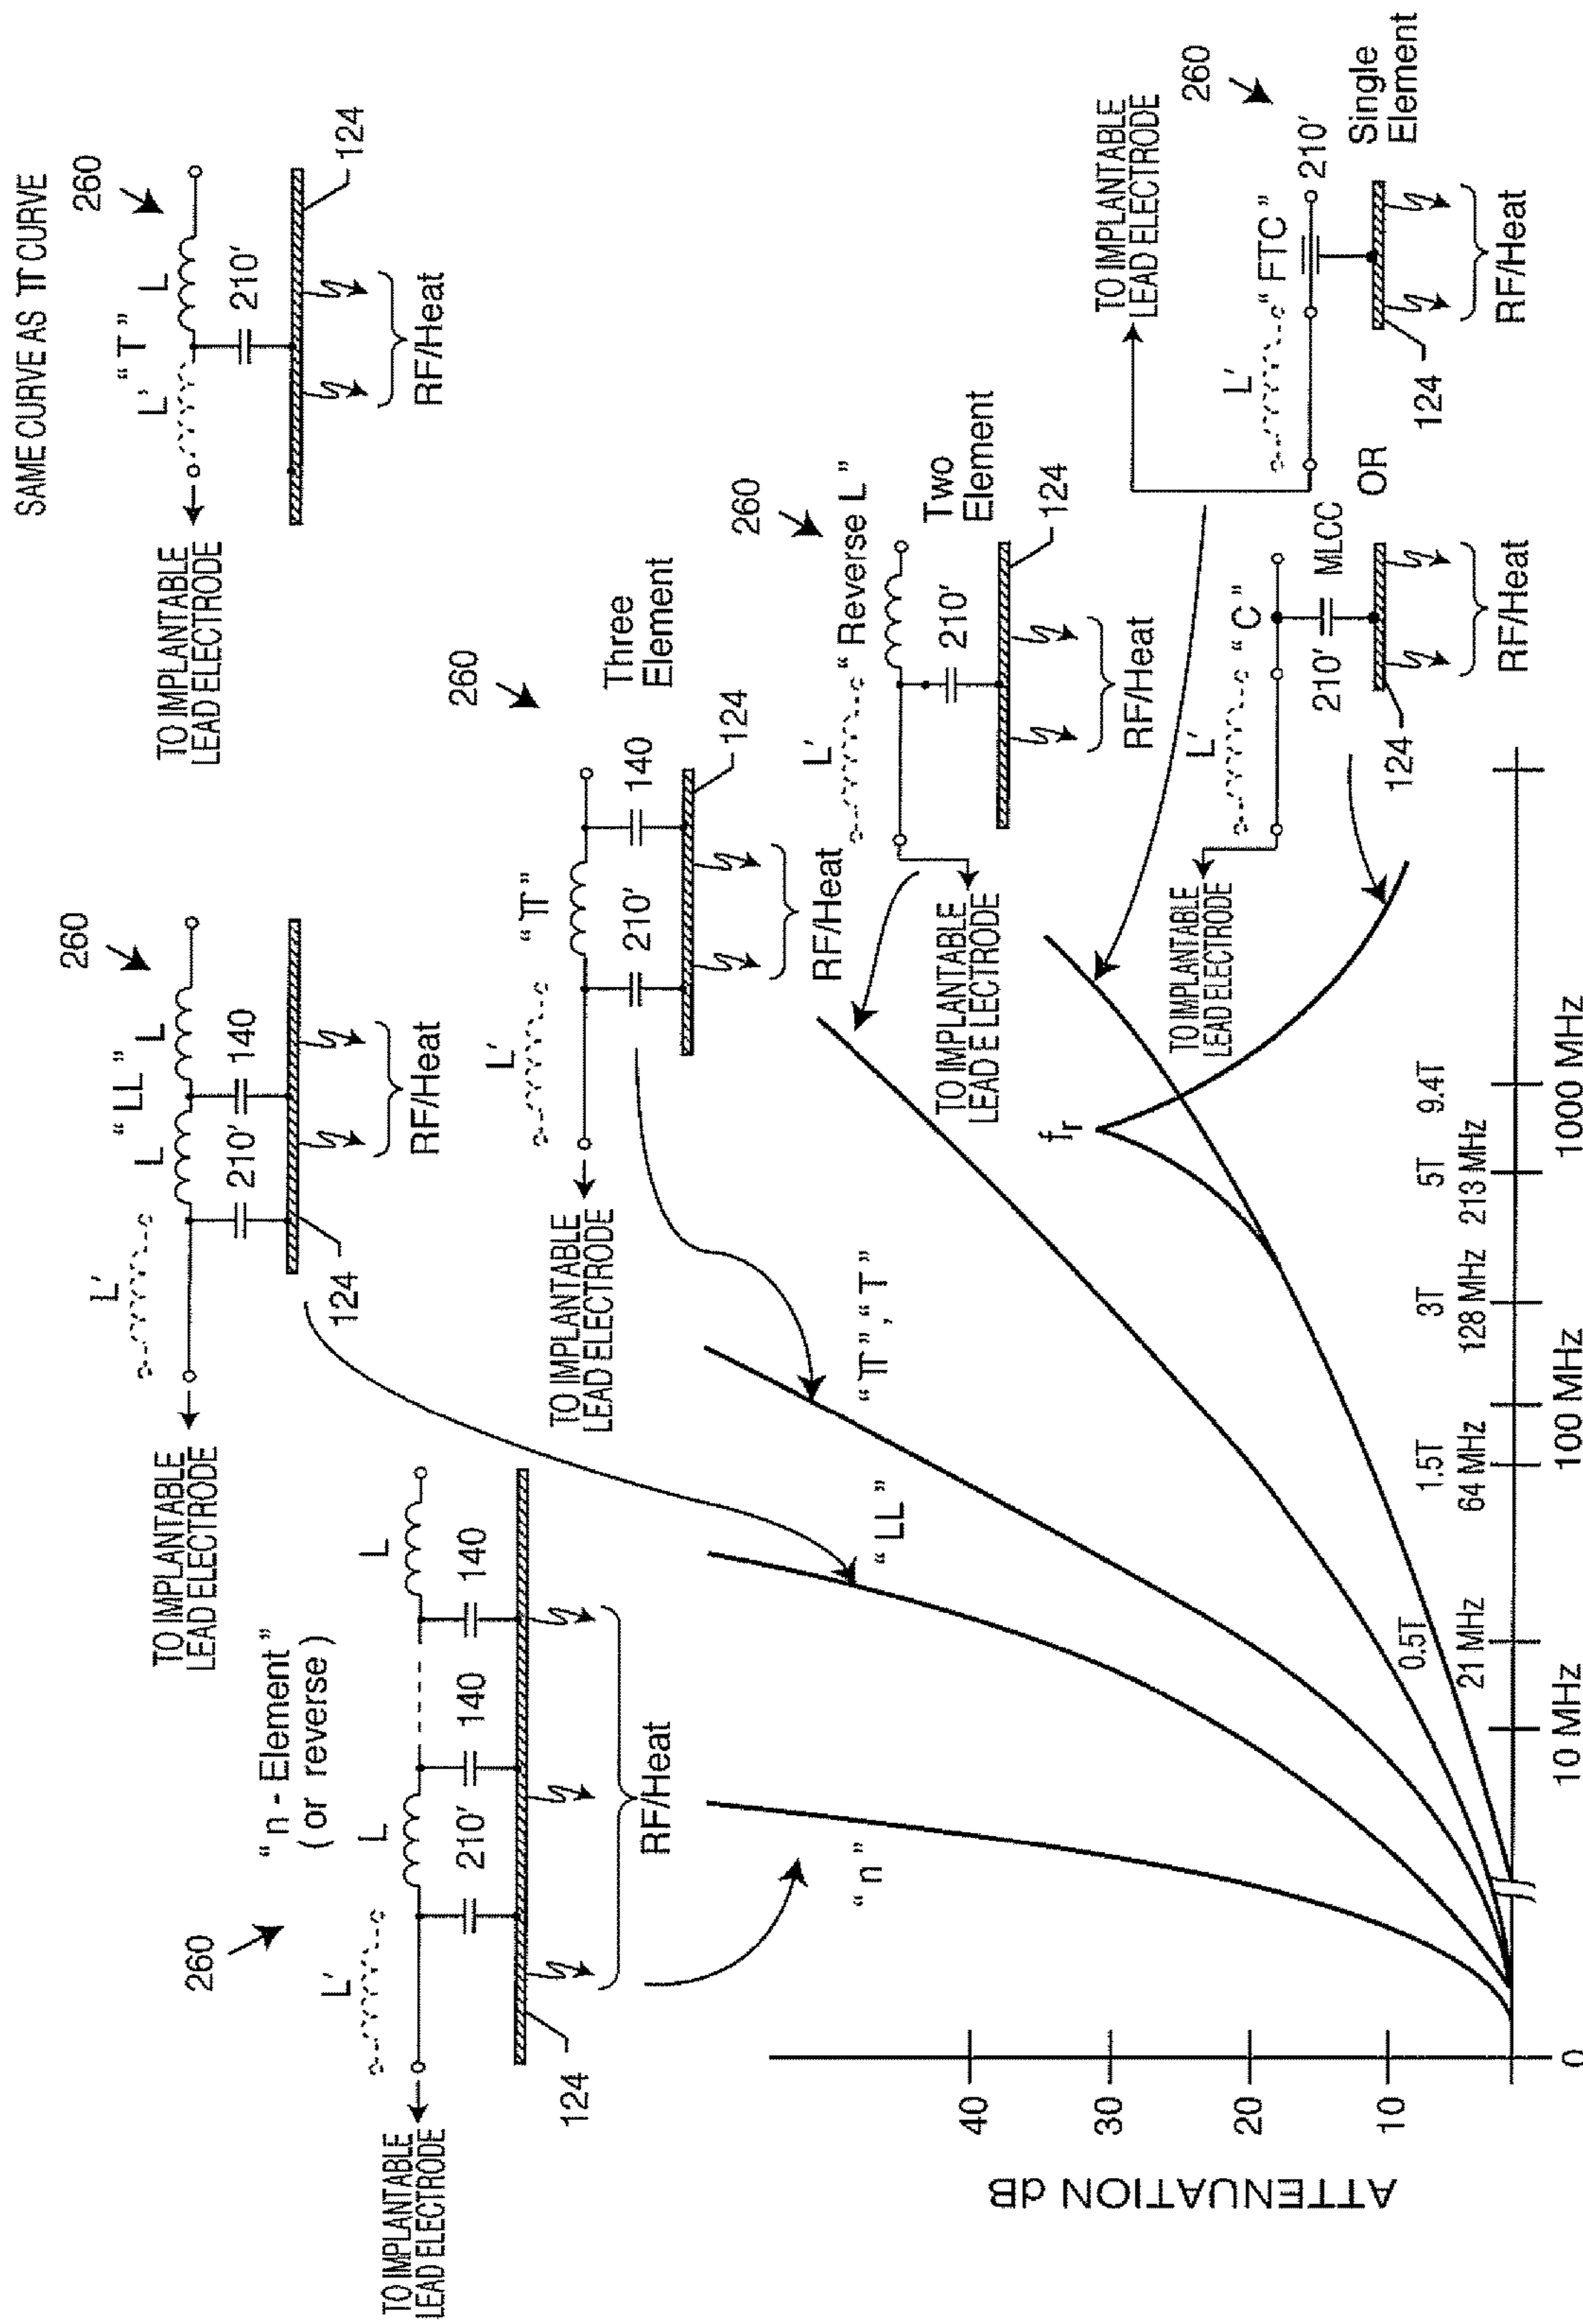 SAME CURVE AS π CURVE
260
L' "T" L
210'
TO IMPLANTABLE
LEAD ELECTRODE
124
RF/Heat
260
L'
L "LL" L
210' 140
TO IMPLANTABLE
LEAD ELECTRODE
124
RF/Heat
260
"n - Element"
(or reverse)
L'
L
L
210' 140 140
TO IMPLANTABLE
LEAD ELECTRODE
124
RF/Heat
260
Three
Element
L'
"π"
210' 140
TO IMPLANTABLE
LEAD ELECTRODE
124
RF/Heat
260
L'
"Reverse L"
Two
Element
210'
124
TO IMPLANTABLE
LEAD ELECTRODE
RF/Heat
L' "C"
210' MLCC
TO IMPLANTABLE
LEAD ELECTRODE
124
RF/Heat
OR
TO IMPLANTABLE
LEAD ELECTRODE
260
L' "FTC"
210'
Single
Element
124
RF/Heat
"n"
"LL"
"π","T"
fr
ATTENUATION dB
40
30
20
10
0.5T 1.5T 3T 5T 9.4T
21 MHz 64 MHz 128 MHz 213 MHz
0 10 MHz 100 MHz 1000 MHz